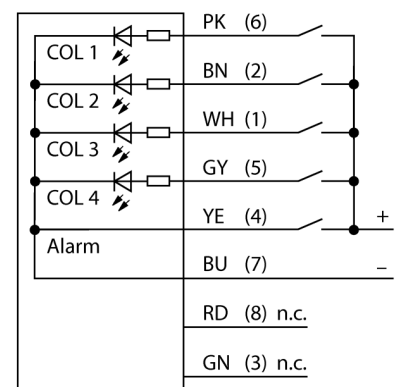 PK (6)
COL 1
BN (2)
COL 2
WH (1)
COL 3
GY (5)
COL 4
YE (4) +
Alarm
BU (7) –
RD (8) n.c.
GN (3) n.c.